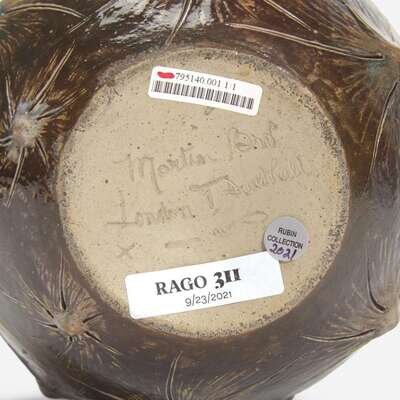 795140.001 1/1
Martin Bros
London & Southall
RUBIN
COLLECTION
2021
RAGO 311
9/23/2021